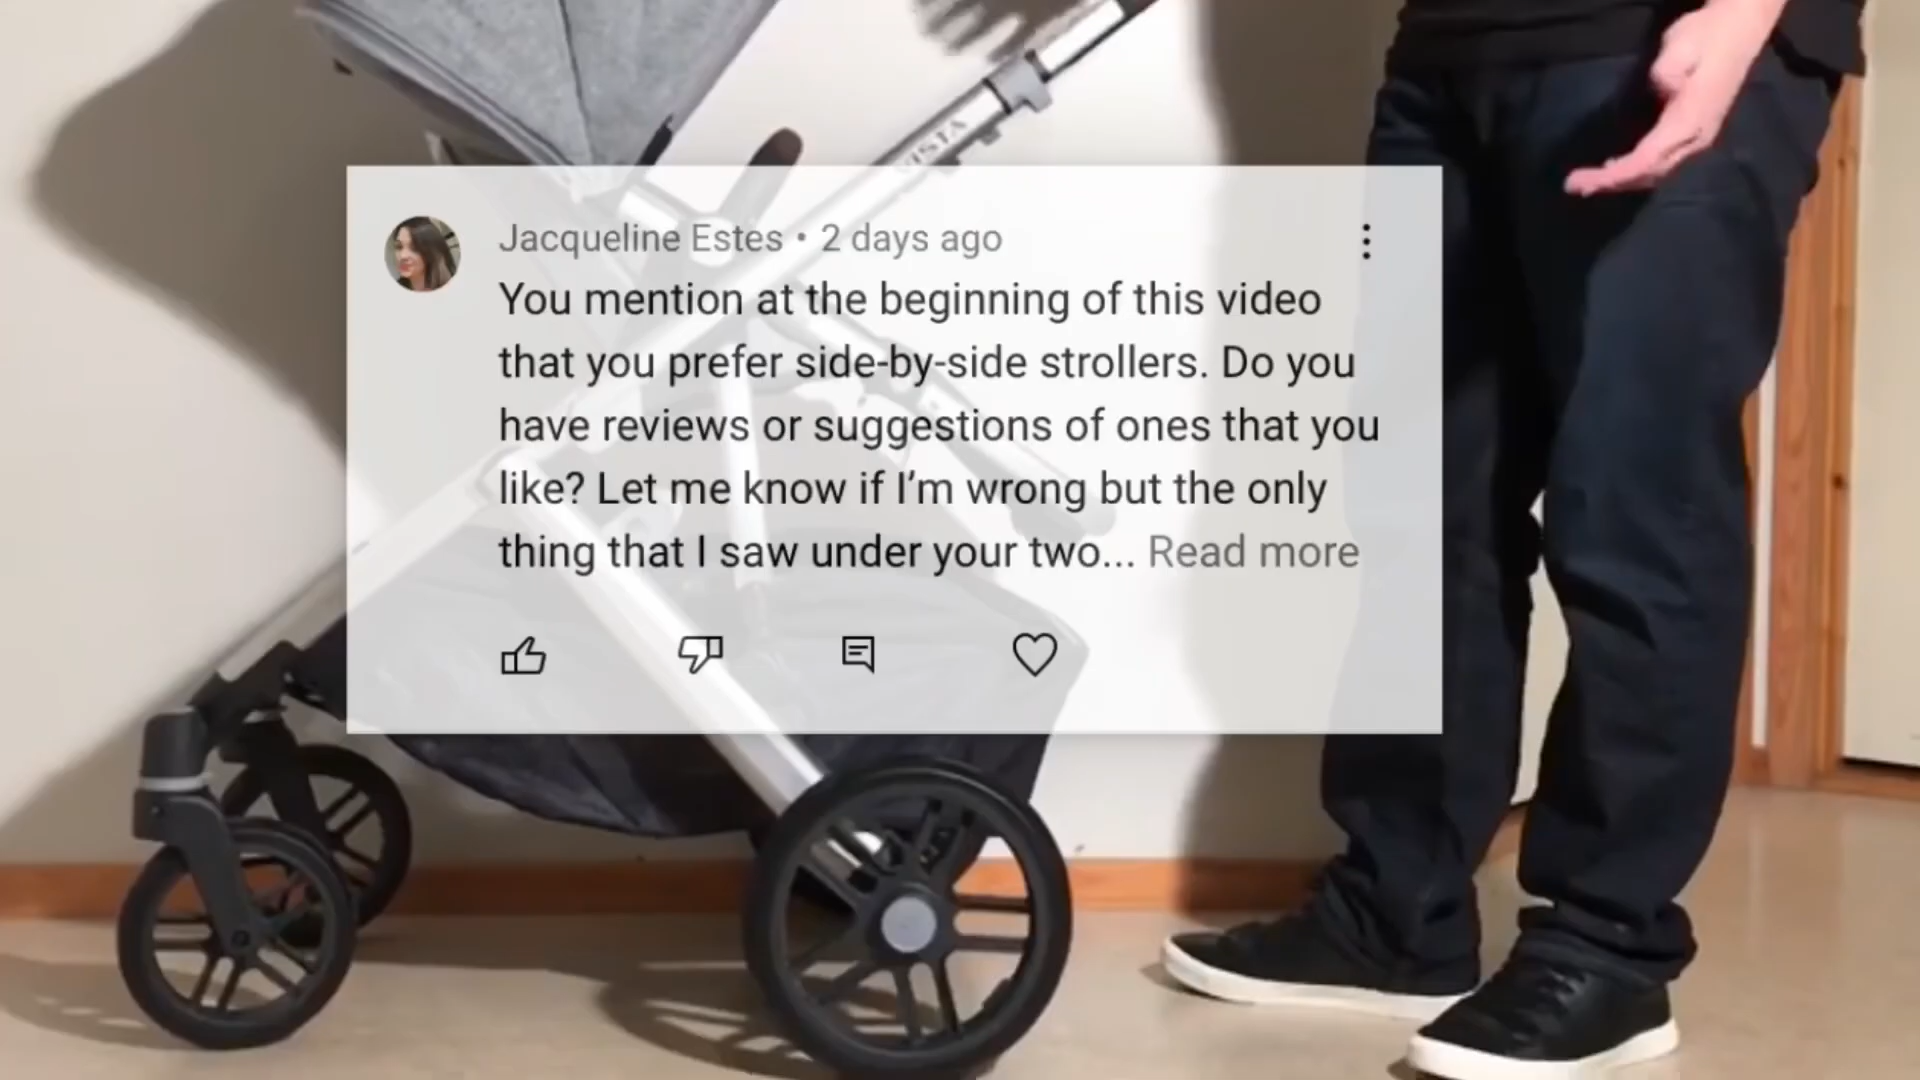 VISTA
Jacqueline Estes • 2 days ago
You mention at the beginning of this video
that you prefer side-by-side strollers. Do you
have reviews or suggestions of ones that you
like? Let me know if I’m wrong but the only
thing that I saw under your two... Read more